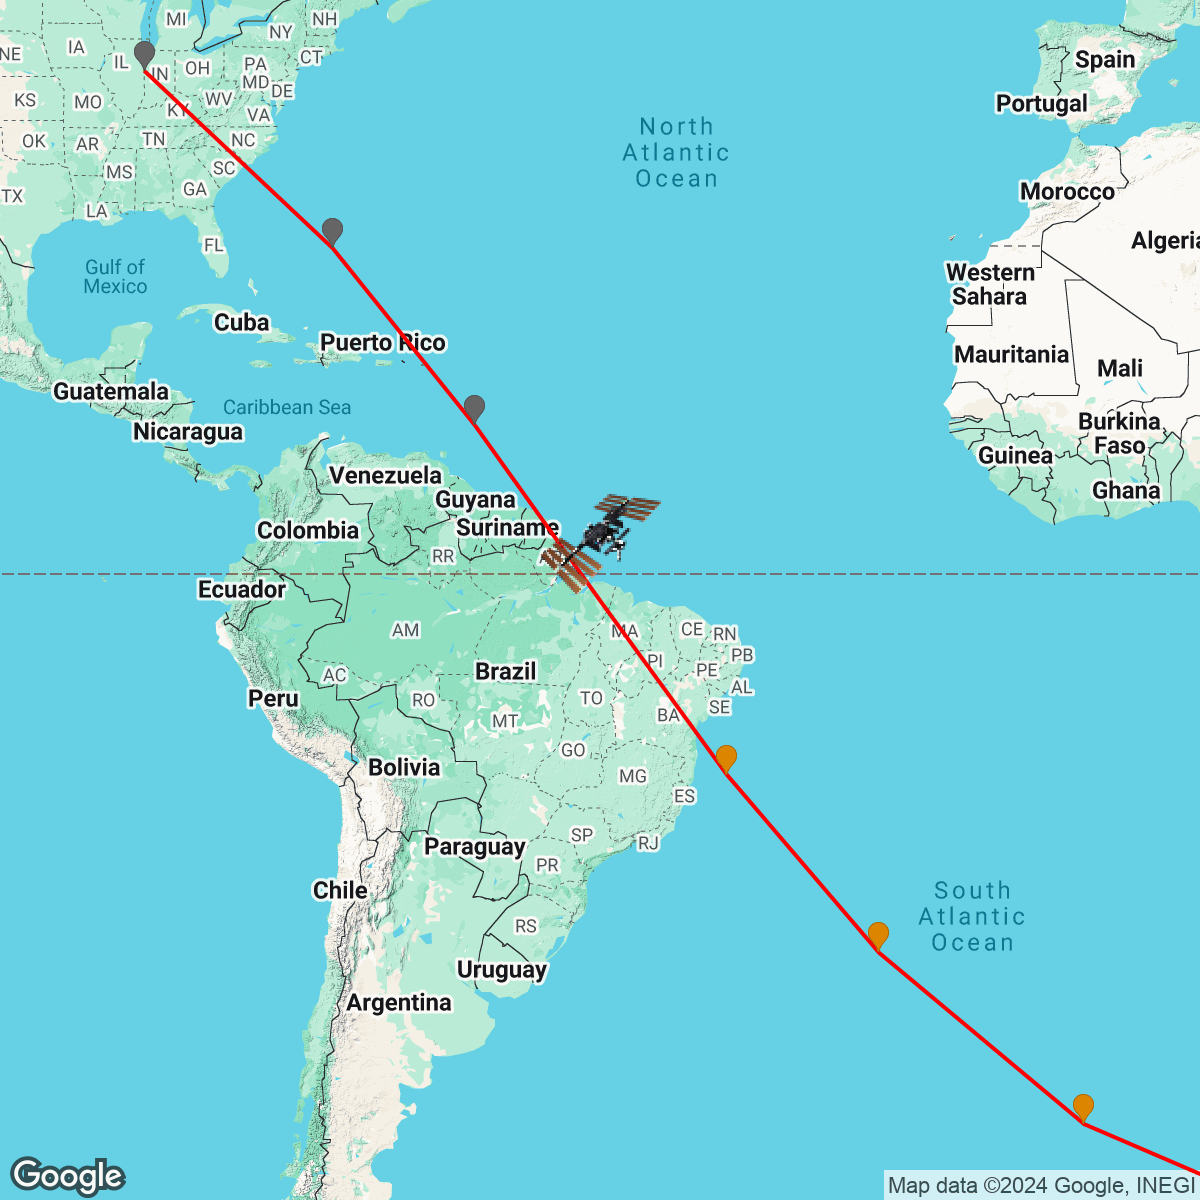 MI
NH
NY
NE
IA
IL
IN
OH
PA
CT
MD
DE
KS
MO
KY
WV
VA
OK
AR
TN
NC
TX
MS
SC
GA
LA
FL
North
Atlantic
Ocean
Spain
Portugal
Morocco
Algeria
Western
Sahara
Gulf of
Mexico
Cuba
Puerto Rico
Mauritania
Mali
Guatemala
Caribbean Sea
Nicaragua
Burkina
Faso
Guinea
Ghana
Venezuela
Guyana
Suriname
Colombia
RR
Ecuador
AM
MA
CE
RN
PB
PI
PE
AL
SE
AC
RO
Brazil
TO
BA
Peru
MT
GO
Bolivia
MG
ES
SP
RJ
Paraguay
PR
Chile
South
Atlantic
Ocean
RS
Uruguay
Argentina
Google
Map data ©2024 Google, INEGI